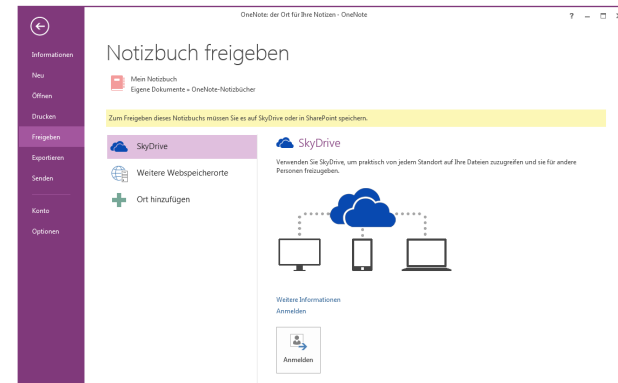 OneNote: der Ort für Ihre Notizen - OneNote
?
Informationen
Neu
Öffnen
Drucken
Freigeben
Exportieren
Senden
Konto
Optionen
Notizbuch freigeben
Mein Notizbuch
Eigene Dokumente » OneNote-Notizbücher
Zum Freigeben dieses Notizbuchs müssen Sie es auf SkyDrive oder in SharePoint speichern.
SkyDrive
Weitere Webspeicherorte
Ort hinzufügen
SkyDrive
Verwenden Sie SkyDrive, um praktisch von jedem Standort auf Ihre Dateien zuzugreifen und sie für andere
Personen freizugeben.
Weitere Informationen
Anmelden
Anmelden